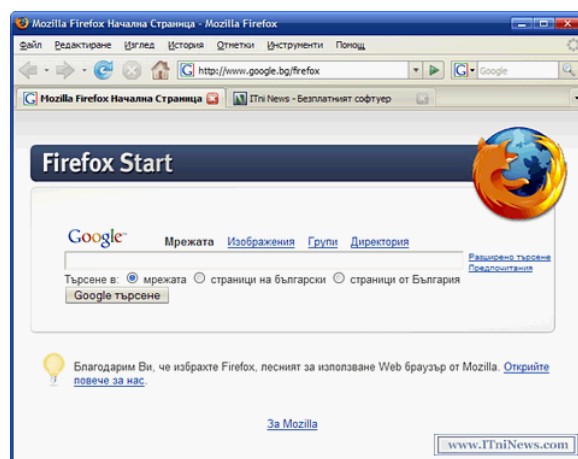 Mozilla Firefox Начална Страница - Mozilla Firefox
Файл Редактиране Изглед История Отметки Инструменти Помощ
http://www.google.bg/firefox Google
Mozilla Firefox Начална Страница ITni News - Безплатният софтуер
Firefox Start
Google™ Мрежата Изображения Групи Директория
Разширено търсене
Предпочитания
Търсене в: мрежата страници на български страници от България
Google търсене
Благодарим Ви, че избрахте Firefox, лесният за използване Web браузър от Mozilla. Открийте
повече за нас.
За Mozilla
www.ITniNews.com